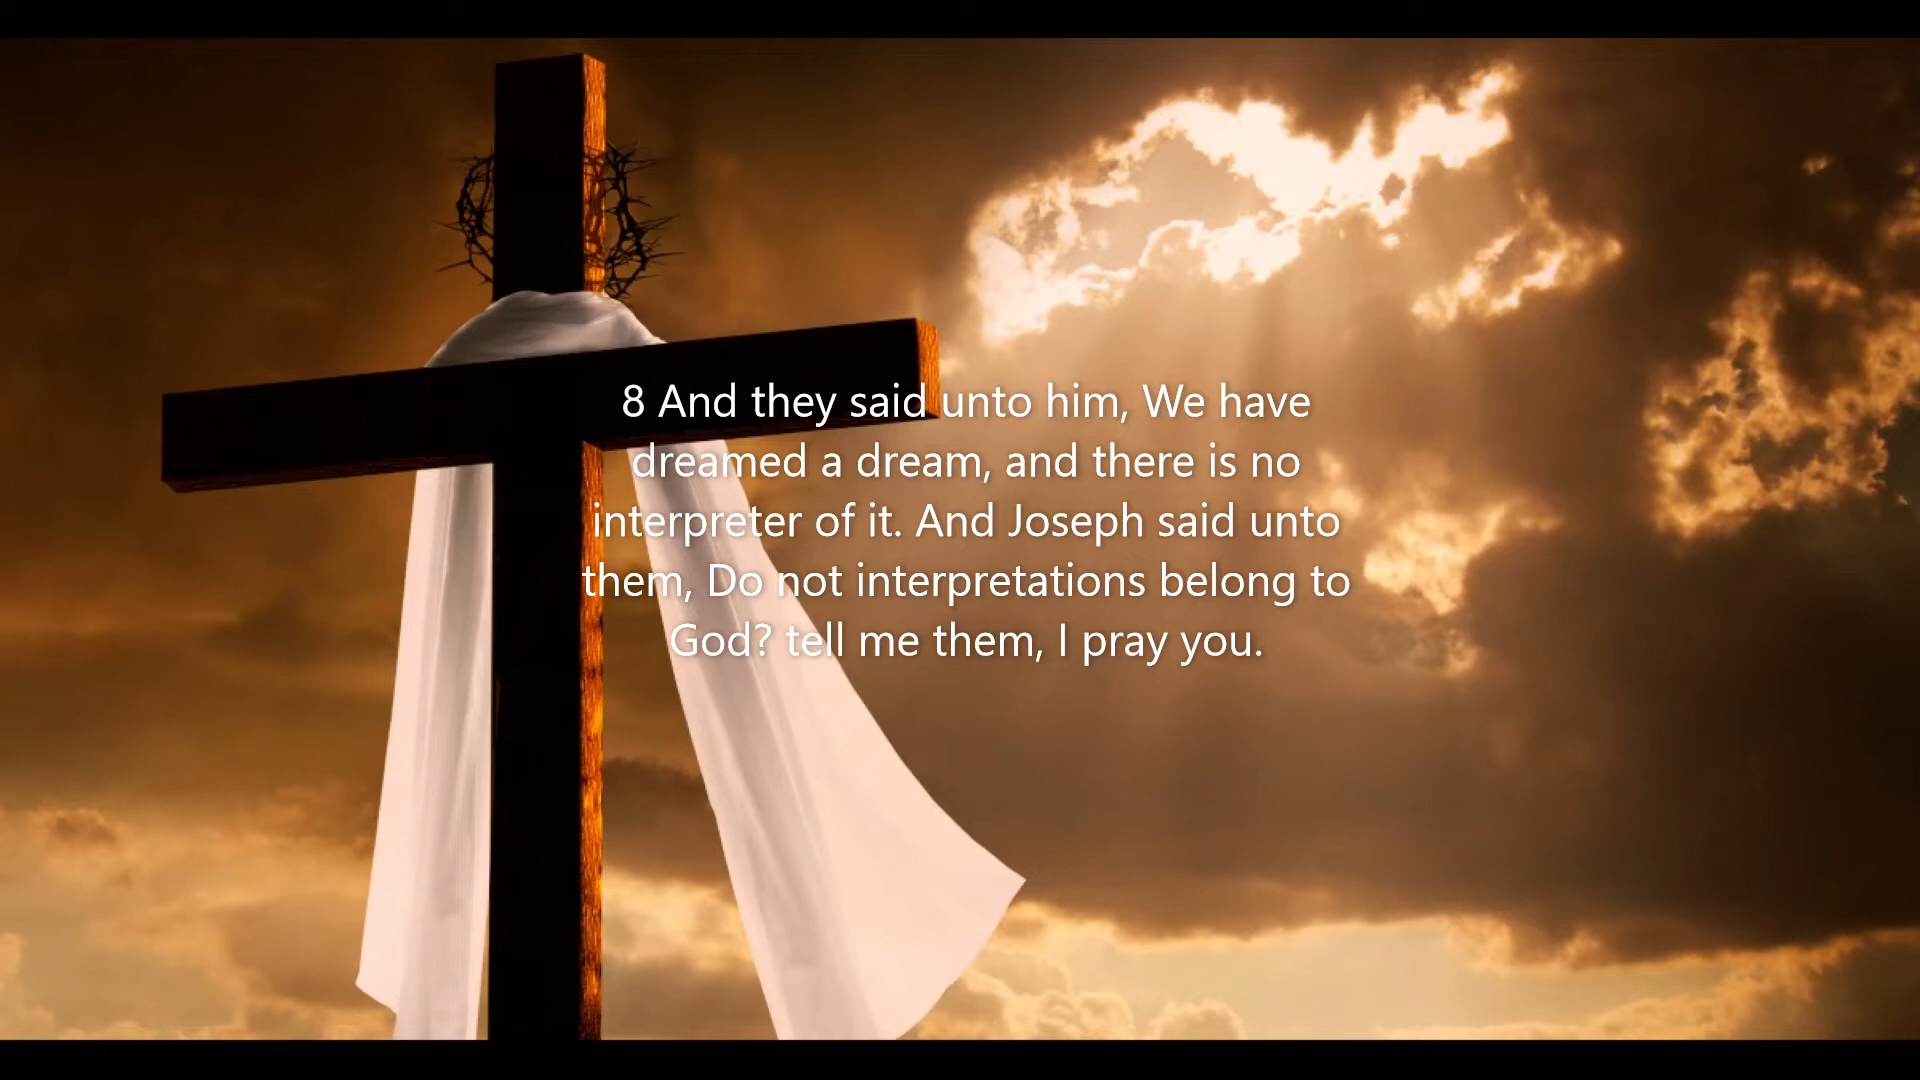 8 And they said unto him, We have
dreamed a dream, and there is no
interpreter of it. And Joseph said unto
them, Do not interpretations belong to
God? tell me them, I pray you.